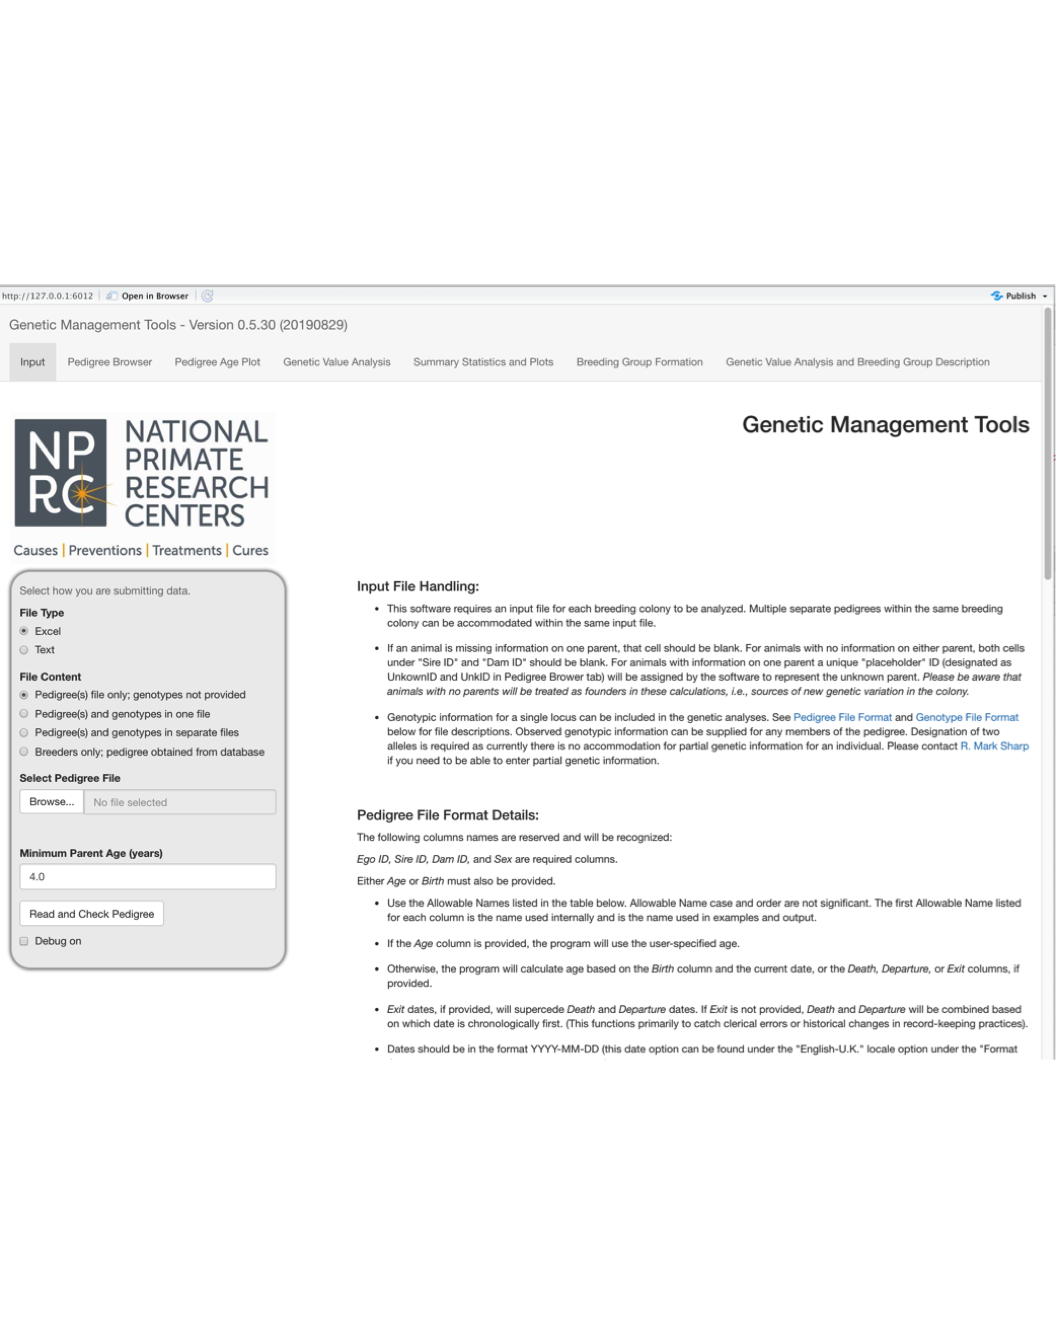 http://127.0.0.1:6012 Open in Browser Publish
Genetic Management Tools - Version 0.5.30 (20190829)
Input Pedigree Browser Pedigree Age Plot Genetic Value Analysis Summary Statistics and Plots Breeding Group Formation Genetic Value Analysis and Breeding Group Description
NP
RC
NATIONAL
PRIMATE
RESEARCH
CENTERS
Causes | Preventions | Treatments | Cures
Genetic Management Tools
Select how you are submitting data.
File Type
Excel
Text
File Content
Pedigree(s) file only; genotypes not provided
Pedigree(s) and genotypes in one file
Pedigree(s) and genotypes in separate files
Breeders only; pedigree obtained from database
Select Pedigree File
Browse... No file selected
Minimum Parent Age (years)
4.0
Read and Check Pedigree
Debug on
Input File Handling:
• This software requires an input file for each breeding colony to be analyzed. Multiple separate pedigrees within the same breeding
colony can be accommodated within the same input file.
• If an animal is missing information on one parent, that cell should be blank. For animals with no information on either parent, both cells
under "Sire ID" and "Dam ID" should be blank. For animals with information on one parent a unique "placeholder" ID (designated as
UnkownID and UnkID in Pedigree Brower tab) will be assigned by the software to represent the unknown parent. Please be aware that
animals with no parents will be treated as founders in these calculations, i.e., sources of new genetic variation in the colony.
• Genotypic information for a single locus can be included in the genetic analyses. See Pedigree File Format and Genotype File Format
below for file descriptions. Observed genotypic information can be supplied for any members of the pedigree. Designation of two
alleles is required as currently there is no accommodation for partial genetic information for an individual. Please contact R. Mark Sharp
if you need to be able to enter partial genetic information.
Pedigree File Format Details:
The following columns names are reserved and will be recognized:
Ego ID, Sire ID, Dam ID, and Sex are required columns.
Either Age or Birth must also be provided.
• Use the Allowable Names listed in the table below. Allowable Name case and order are not significant. The first Allowable Name listed
for each column is the name used internally and is the name used in examples and output.
• If the Age column is provided, the program will use the user-specified age.
• Otherwise, the program will calculate age based on the Birth column and the current date, or the Death, Departure, or Exit columns, if
provided.
• Exit dates, if provided, will supercede Death and Departure dates. If Exit is not provided, Death and Departure will be combined based
on which date is chronologically first. (This functions primarily to catch clerical errors or historical changes in record-keeping practices).
• Dates should be in the format YYYY-MM-DD (this date option can be found under the "English-U.K." locale option under the "Format